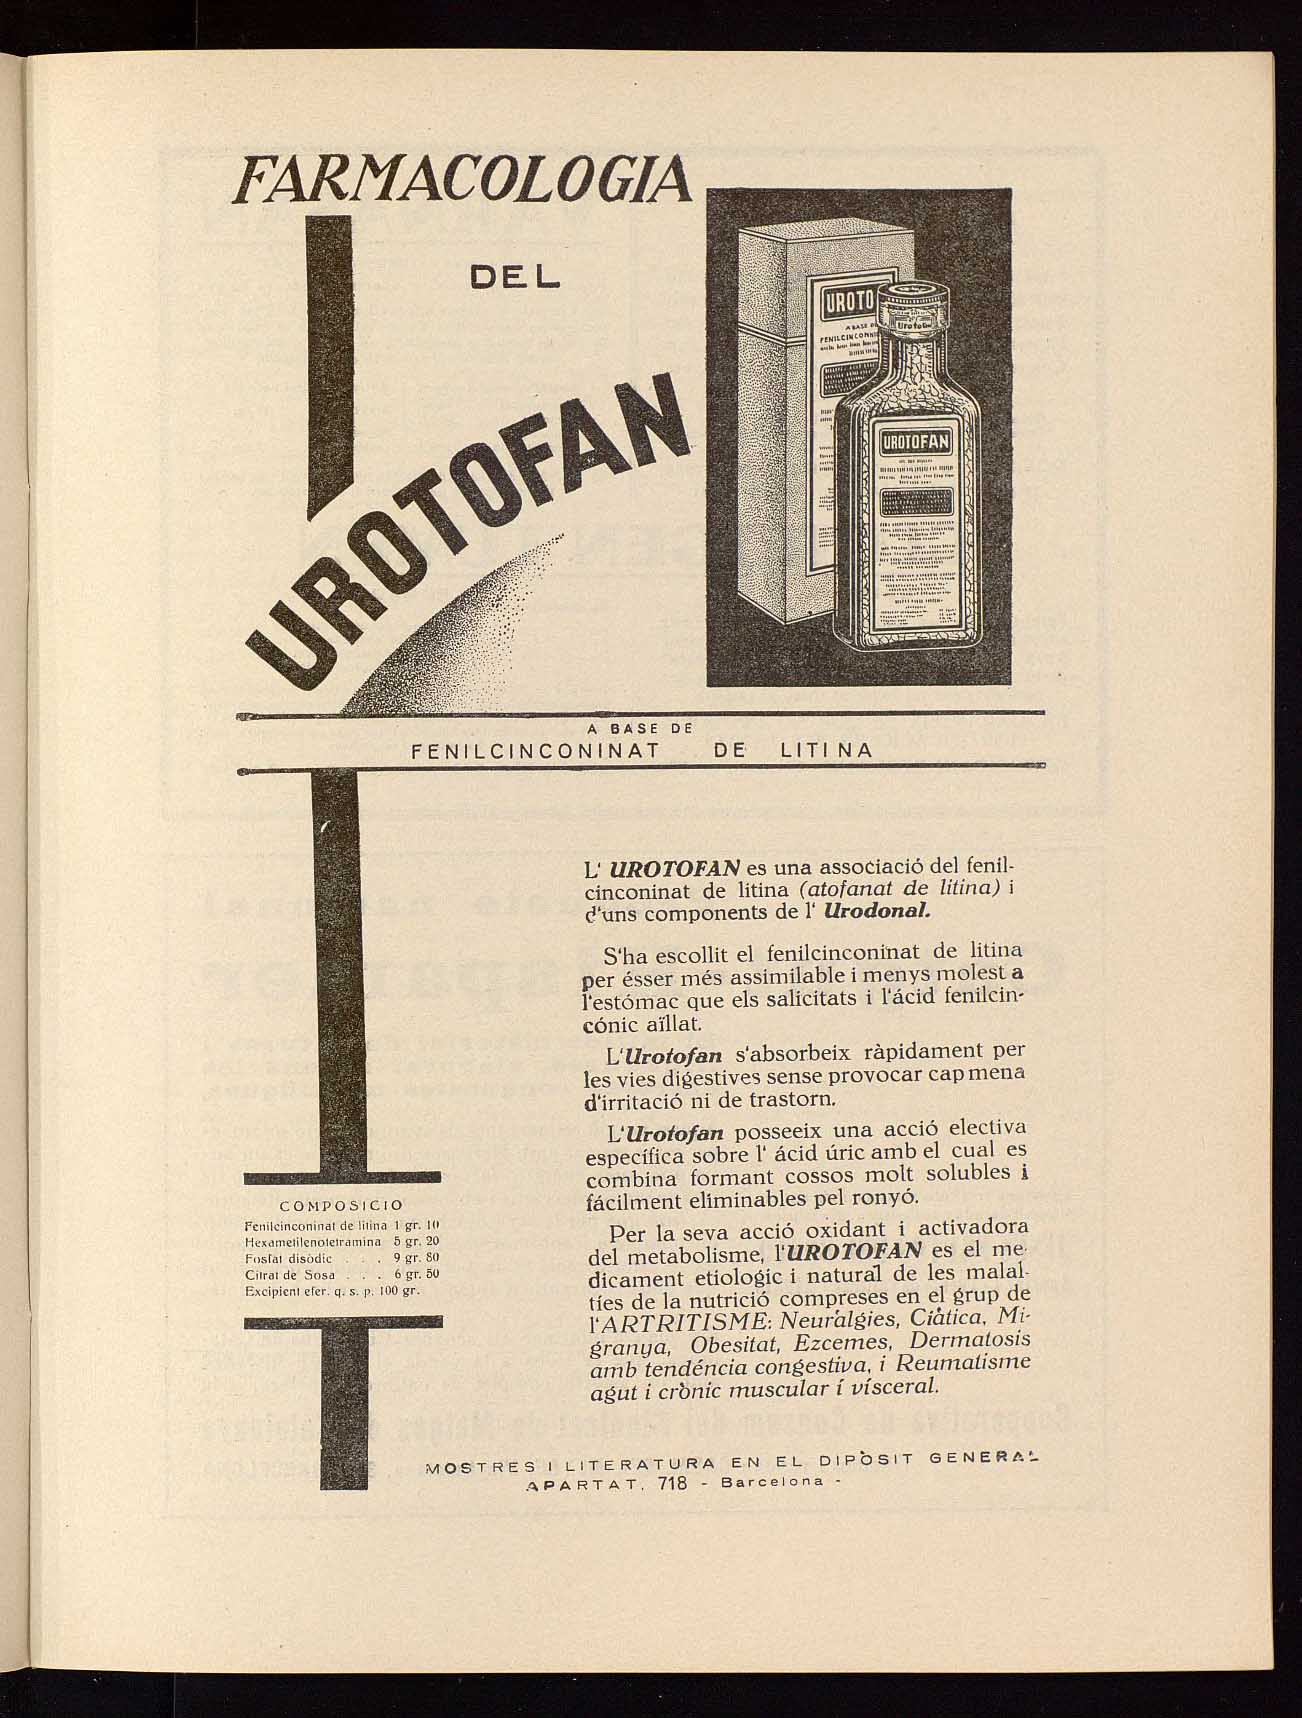 FARMACOLOGIA
DEL
UROTOFAN
UROTO
A BASE DE
FENILCINCONIN
Urotofan
UROTOFAN
A BASE DE
FENILCINCONINAT DE LITINA
L' UROTOFAN es una associació del fenil-
cinconinat de litina (atofanat de litina) i
d'uns components de l' Urodonal.
S'ha escollit el fenilcinconinat de litina
per ésser més assimilable i menys molest a
l'estómac que els salicitats i l'ácid fenilcin-
cónic aïllat.
L'Urotofan s'absorbeix ràpidament per
les vies digestives sense provocar cap mena
d'irritació ni de trastorn.
L'Urotofan posseeix una acció electiva
específica sobre l' ácid úric amb el cual es
combina formant cossos molt solubles i
fácilment eliminables pel ronyó.
Per la seva acció oxidant i activadora
del metabolisme, l'UROTOFAN es el me-
dicament etiologic i natural de les malal-
tíes de la nutrició compreses en el grup de
l'ARTRITISME: Neuràlgies, Ciàtica, Mi-
granya, Obesitat, Ezcemes, Dermatosis
amb tendéncia congestiva, i Reumatisme
agut i crònic muscular í vísceral.
COMPOSICIO
Fenilcinconinat de litina 1 gr. 10
Hexametilenotetramina 5 gr. 20
Fosfat disòdic . . . 9 gr. 80
Citrat de Sosa . . . 6 gr. 50
Excipient efer. q. s. p. 100 gr.
MOSTRES I LITERATURA EN EL DIPÒSIT GENERAL
APARTAT. 718 - Barcelona -